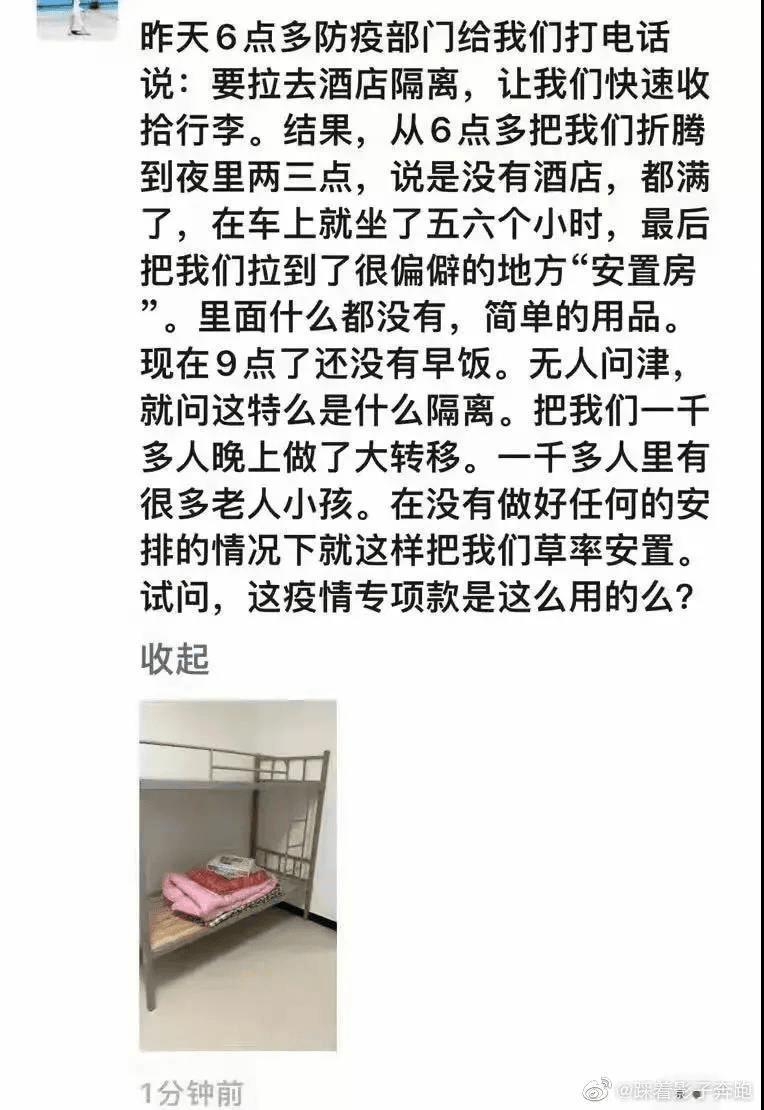 昨天6点多防疫部门给我们打电话
说：要拉去酒店隔离，让我们快速收
拾行李。结果，从6点多把我们折腾
到夜里两三点，说是没有酒店，都满
了，在车上就坐了五六个小时，最后
把我们拉到了很偏僻的地方“安置房
”。里面什么都没有，简单的用品。
现在9点了还没有早饭。无人问津，
就问这特么是什么隔离。把我们一千
多人晚上做了大转移。一千多人里有
很多老人小孩。在没有做好任何的安
排的情况下就这样把我们草率安置。
试问，这疫情专项款是这么用的么？
收起
1分钟前
@踩着影子奔跑